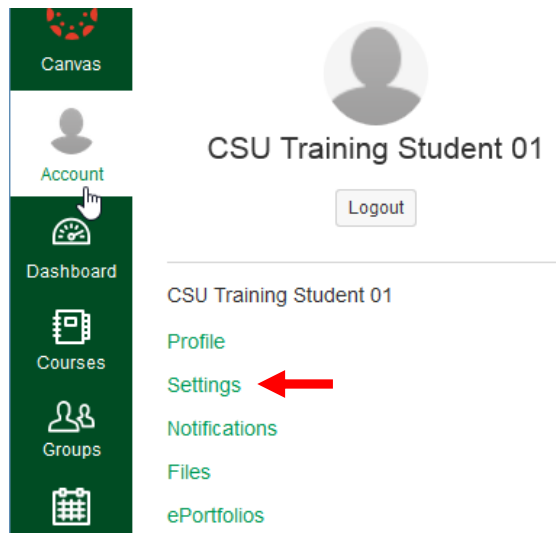 Canvas
Account
Dashboard
Courses
Groups
CSU Training Student 01
Logout
CSU Training Student 01
Profile
Settings
Notifications
Files
ePortfolios